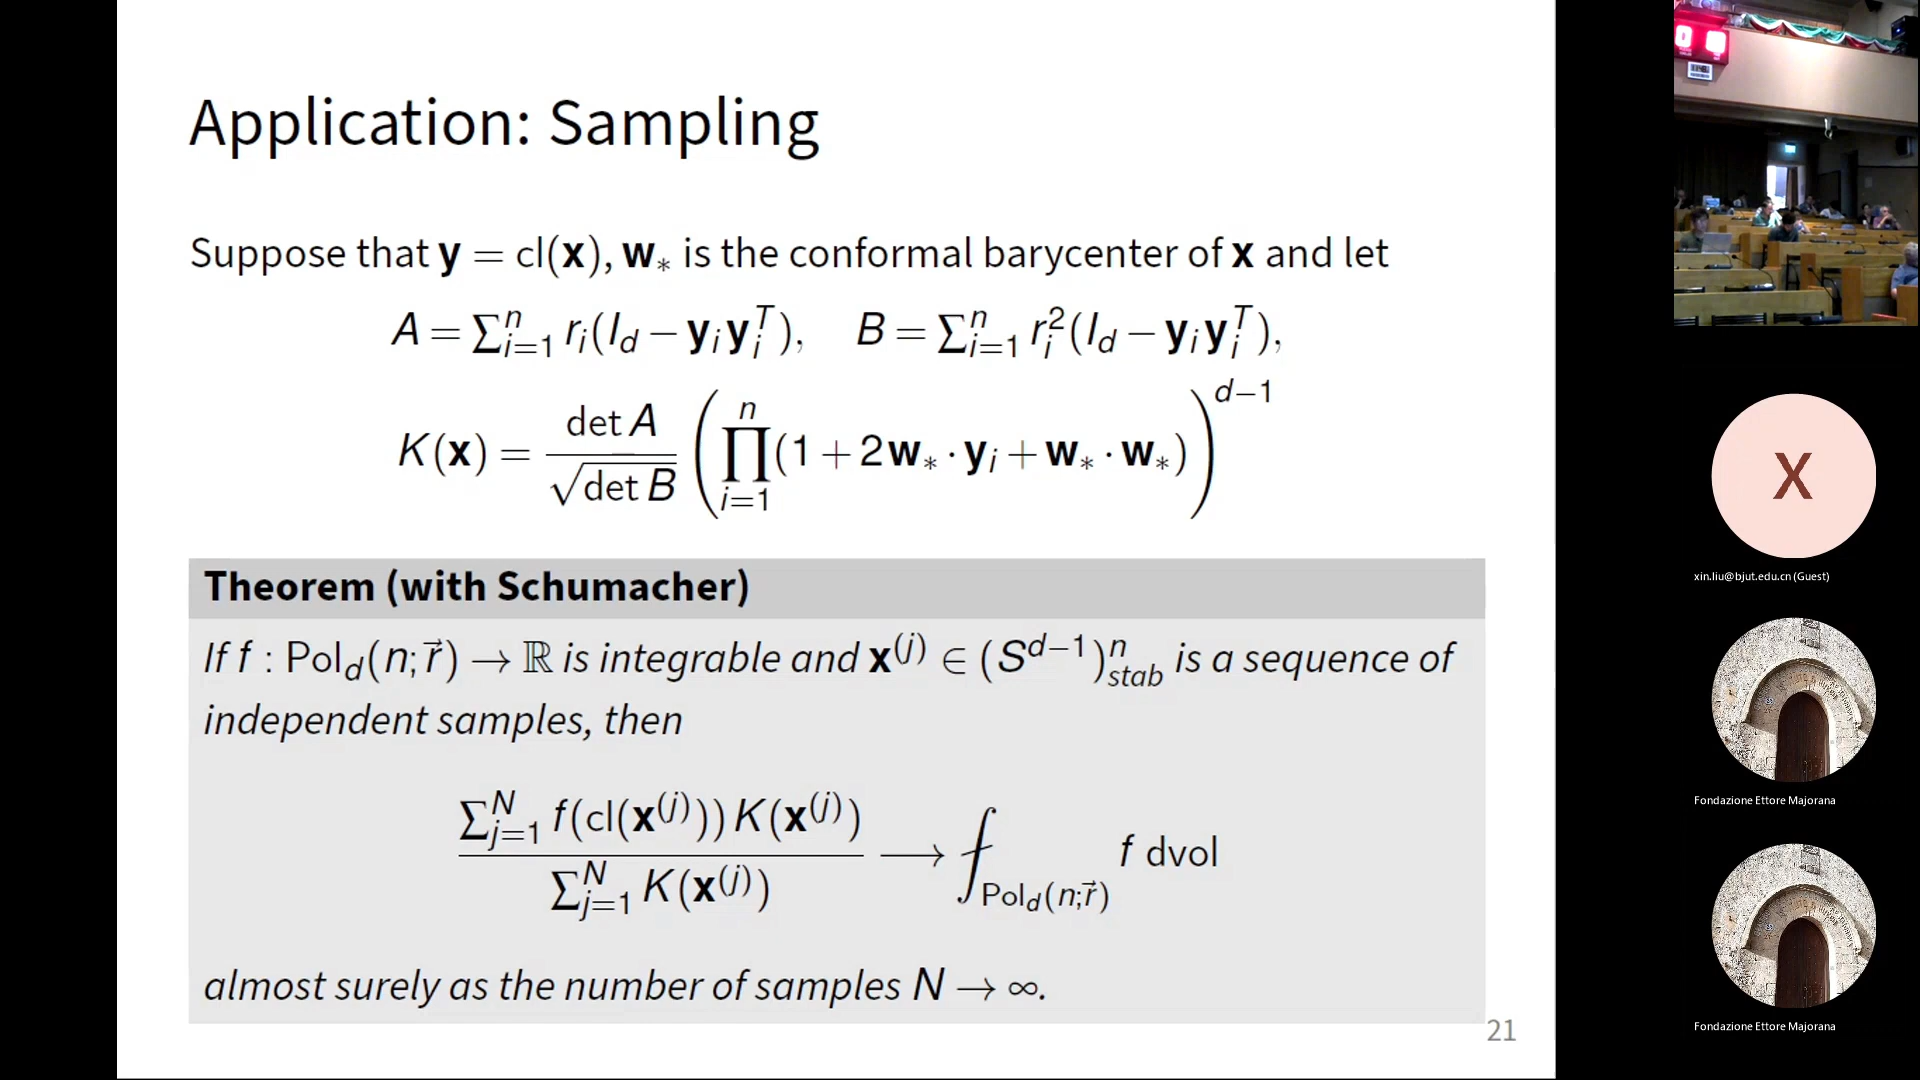 Application: Sampling
Suppose that y = cl(x), w∗ is the conformal barycenter of x and let
A = ∑ⁿᵢ₌₁ rᵢ(I_d − yᵢyᵢᵀ), B = ∑ⁿᵢ₌₁ rᵢ²(I_d − yᵢyᵢᵀ),
K(x) = det A / √det B (∏ⁿᵢ₌₁ (1 + 2w∗ · yᵢ + w∗ · w∗))^{d−1}
Theorem (with Schumacher)
If f : Pol_d(n; r⃗) → ℝ is integrable and x^{(j)} ∈ (S^{d−1})ⁿ_{stab} is a sequence of
independent samples, then
∑ᴺⱼ₌₁ f(cl(x^{(j)})) K(x^{(j)}) / ∑ᴺⱼ₌₁ K(x^{(j)}) → ⨍_{Pol_d(n; r⃗)} f dvol
almost surely as the number of samples N → ∞.
21
X
xin.liu@bjut.edu.cn (Guest)
Fondazione Ettore Majorana
Fondazione Ettore Majorana